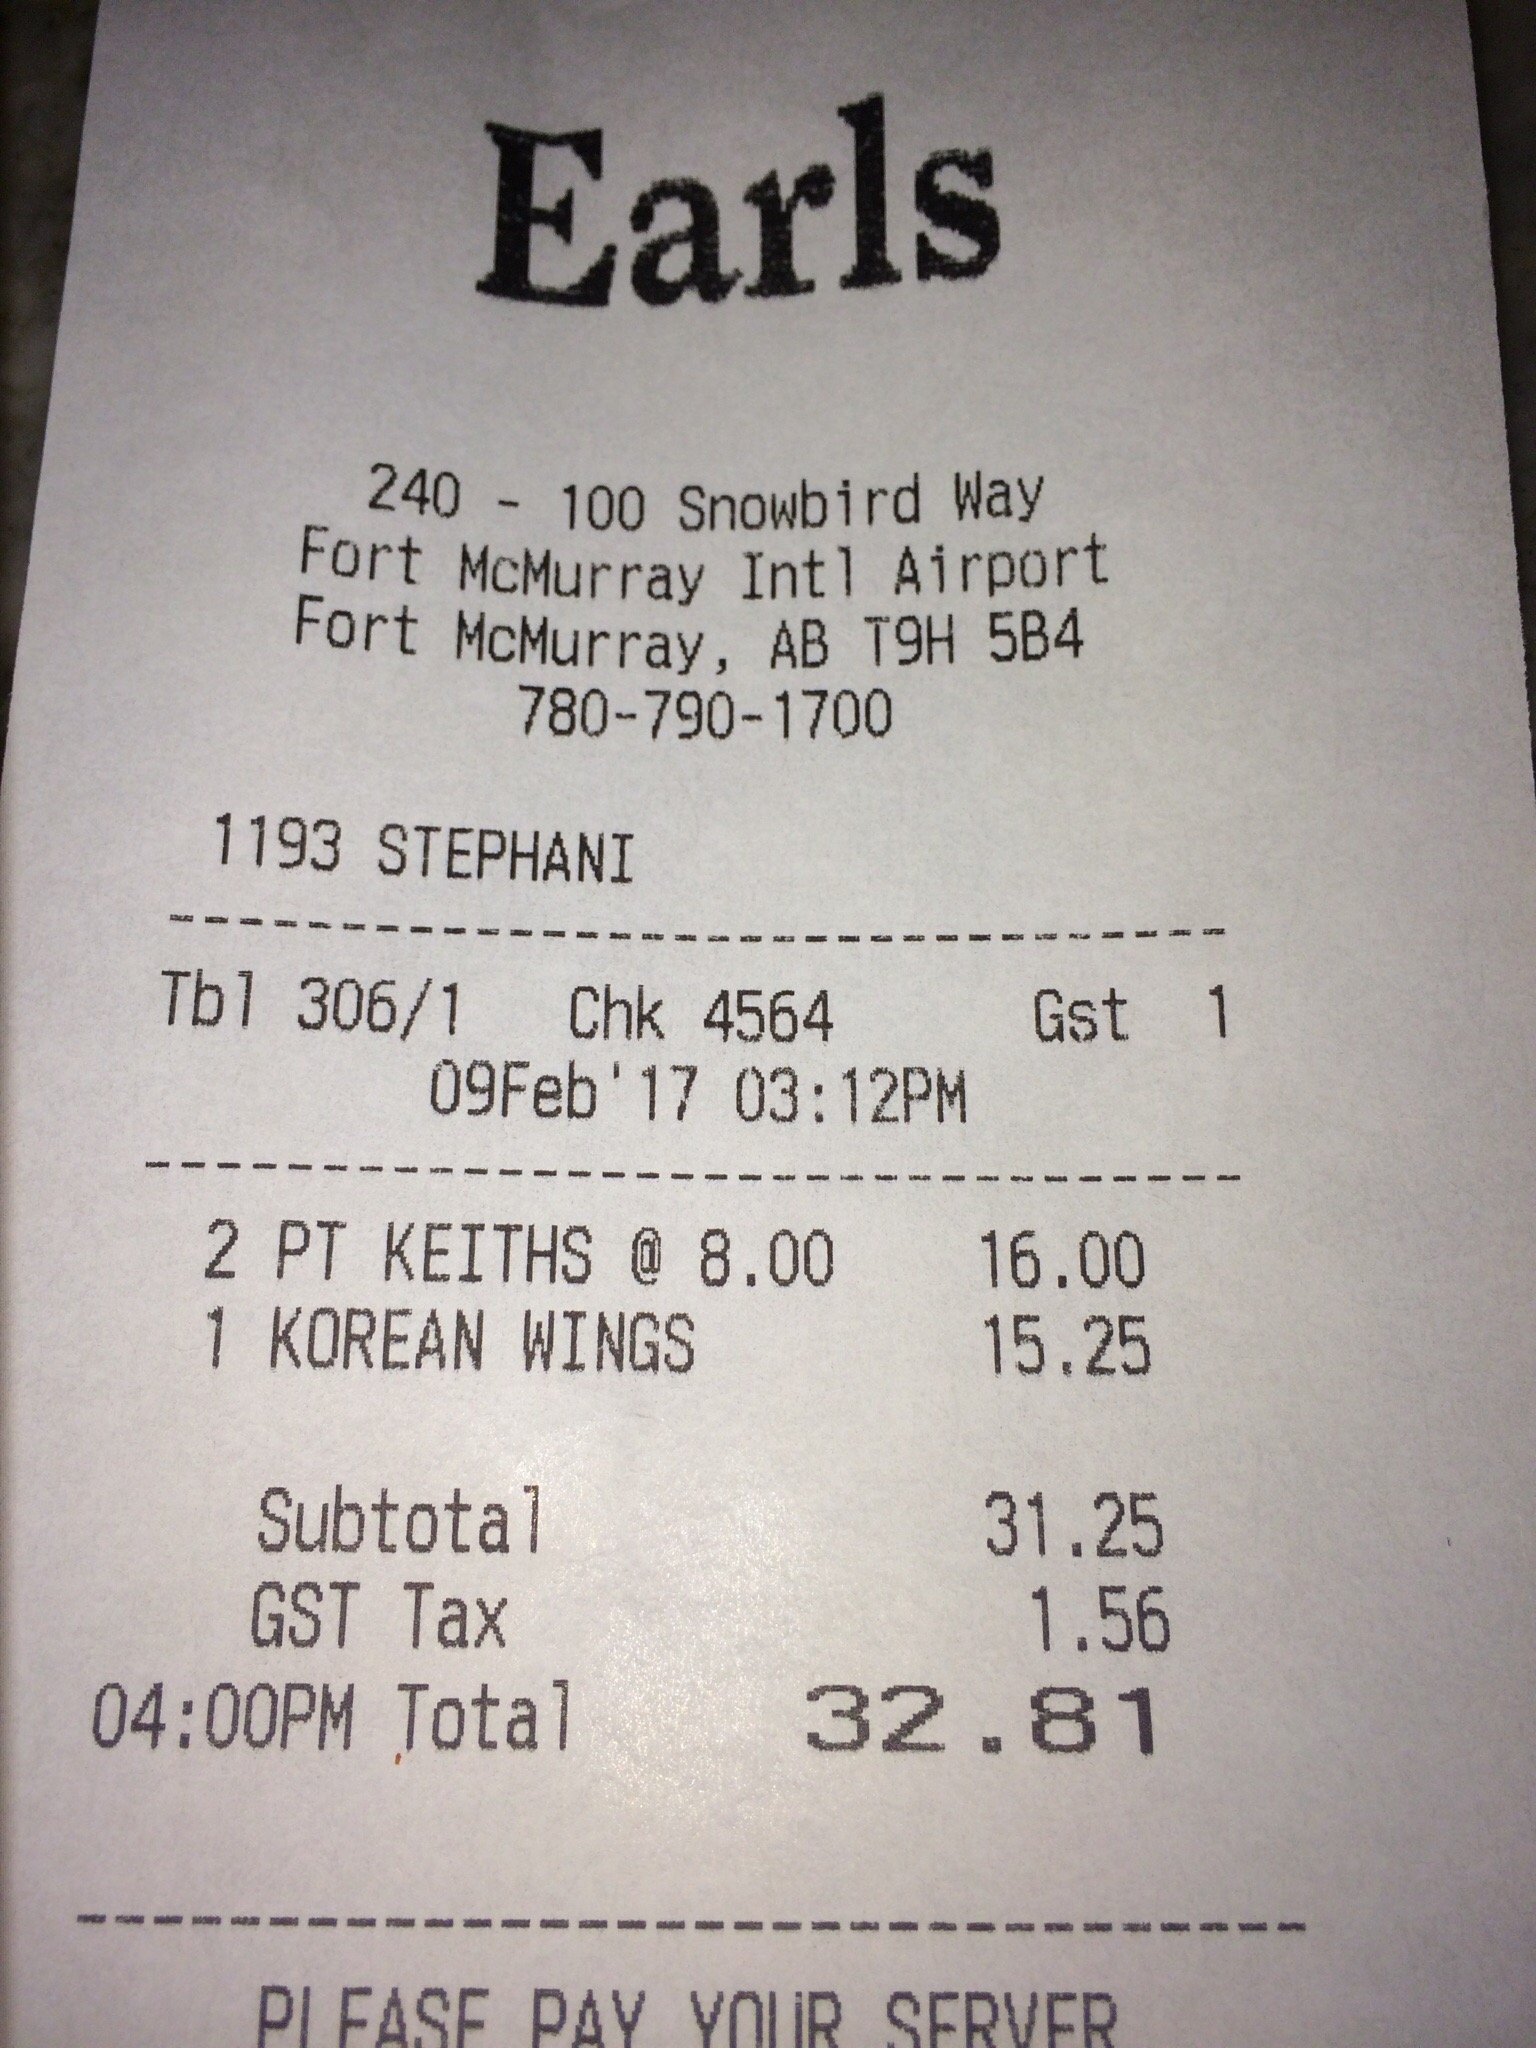 Earls
240 - 100 Snowbird Way
Fort McMurray Intl Airport
Fort McMurray, AB T9H 5B4
780-790-1700
1193 STEPHANI
Tbl 306/1 Chk 4564 Gst 1
09Feb'17 03:12PM
2 PT KEITHS @ 8.00 16.00
1 KOREAN WINGS 15.25
Subtotal 31.25
GST Tax 1.56
04:00PM Total 32.81
PLEASE PAY YOUR SERVER